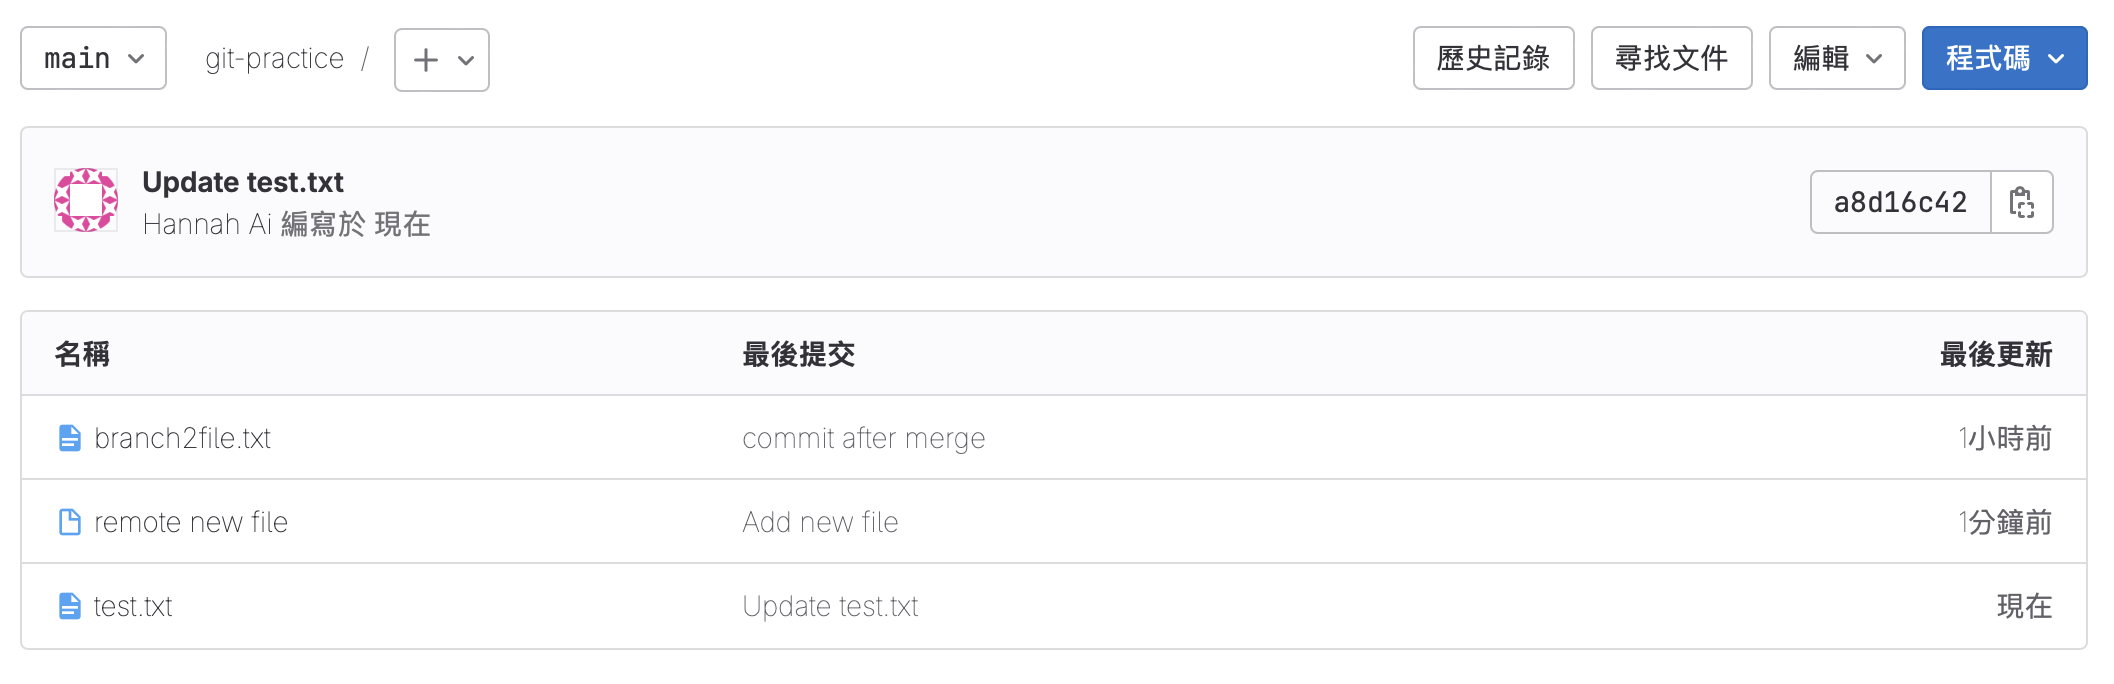 main git-practice / + 歷史記錄 尋找文件 編輯 程式碼
Update test.txt
Hannah Ai 編寫於 現在
a8d16c42
名稱 最後提交 最後更新
branch2file.txt commit after merge 1小時前
remote new file Add new file 1分鐘前
test.txt Update test.txt 現在